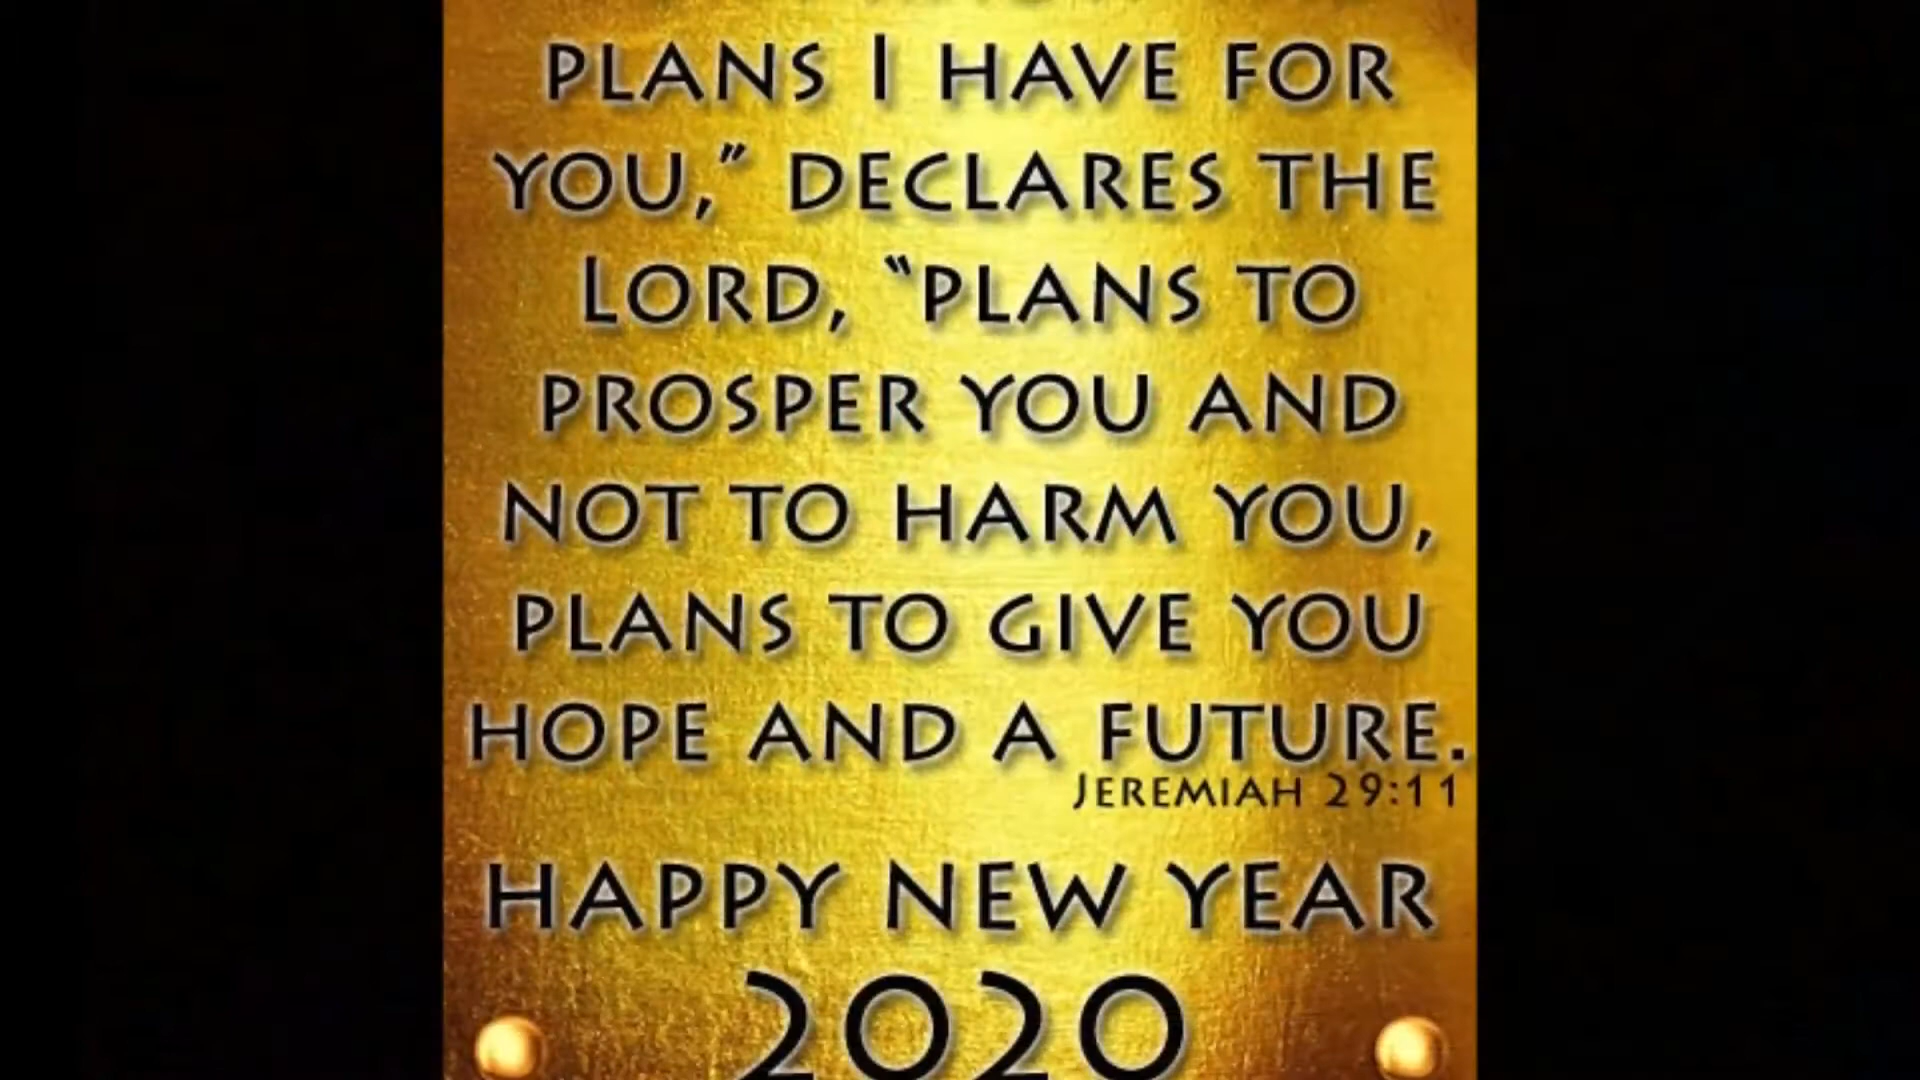 PLANS I HAVE FOR
YOU,” DECLARES THE
LORD, “PLANS TO
PROSPER YOU AND
NOT TO HARM YOU,
PLANS TO GIVE YOU
HOPE AND A FUTURE.
JEREMIAH 29:11
HAPPY NEW YEAR
2020